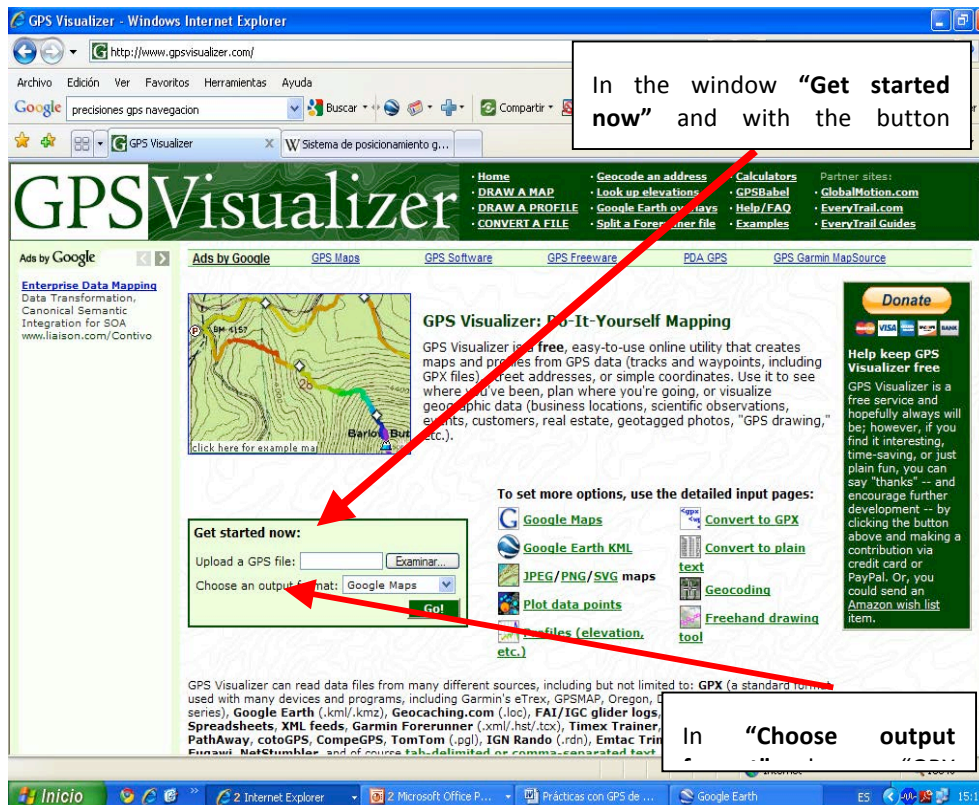 GPS Visualizer - Windows Internet Explorer
http://www.gpsvisualizer.com/
Archivo Edición Ver Favoritos Herramientas Ayuda
Google precisiones gps navegacion Buscar Compartir
GPS Visualizer X W Sistema de posicionamiento g...
In the window “Get started
now” and with the button
GPS Visualizer
· Home · Geocode an address · Calculators Partner sites:
· DRAW A MAP · Look up elevations · GPSBabel · GlobalMotion.com
· DRAW A PROFILE · Google Earth overlays · Help/FAQ · EveryTrail.com
· CONVERT A FILE · Split a Forerunner file · Examples · EveryTrail Guides
Ads by Google
Ads by Google GPS Maps GPS Software GPS Freeware PDA GPS GPS Garmin MapSource
Enterprise Data Mapping
Data Transformation,
Canonical Semantic
Integration for SOA
www.liaison.com/Contivo
P BM 4157
26
Barlow But
click here for example map
GPS Visualizer: Do-It-Yourself Mapping
GPS Visualizer is a free, easy-to-use online utility that creates
maps and profiles from GPS data (tracks and waypoints, including
GPX files), street addresses, or simple coordinates. Use it to see
where you've been, plan where you're going, or visualize
geographic data (business locations, scientific observations,
events, customers, real estate, geotagged photos, "GPS drawing,"
etc.).
Donate
VISA BANK
Help keep GPS
Visualizer free
GPS Visualizer is a
free service and
hopefully always will
be; however, if you
find it interesting,
time-saving, or just
plain fun, you can
say "thanks" -- and
encourage further
development -- by
clicking the button
above and making a
contribution via
credit card or
PayPal. Or, you
could send an
Amazon wish list
item.
Get started now:
Upload a GPS file: Examinar...
Choose an output format: Google Maps
Go!
To set more options, use the detailed input pages:
Google Maps
Google Earth KML
JPEG/PNG/SVG maps
Plot data points
Profiles (elevation,
etc.)
Convert to GPX
Convert to plain
text
Geocoding
Freehand drawing
tool
GPS Visualizer can read data files from many different sources, including but not limited to: GPX (a standard format
used with many devices and programs, including Garmin's eTrex, GPSMAP, Oregon, D
series), Google Earth (.kml/.kmz), Geocaching.com (.loc), FAI/IGC glider logs,
Spreadsheets, XML feeds, Garmin Forerunner (.xml/.hst/.tcx), Timex Trainer,
PathAway, cotoGPS, CompeGPS, TomTom (.pgl), IGN Rando (.rdn), Emtac Trin
Fugawi, NetStumbler, and of course tab-delimited or comma-separated text
In “Choose output
Inicio 2 Internet Explorer 2 Microsoft Office P... Prácticas con GPS de ... Google Earth ES 15:1